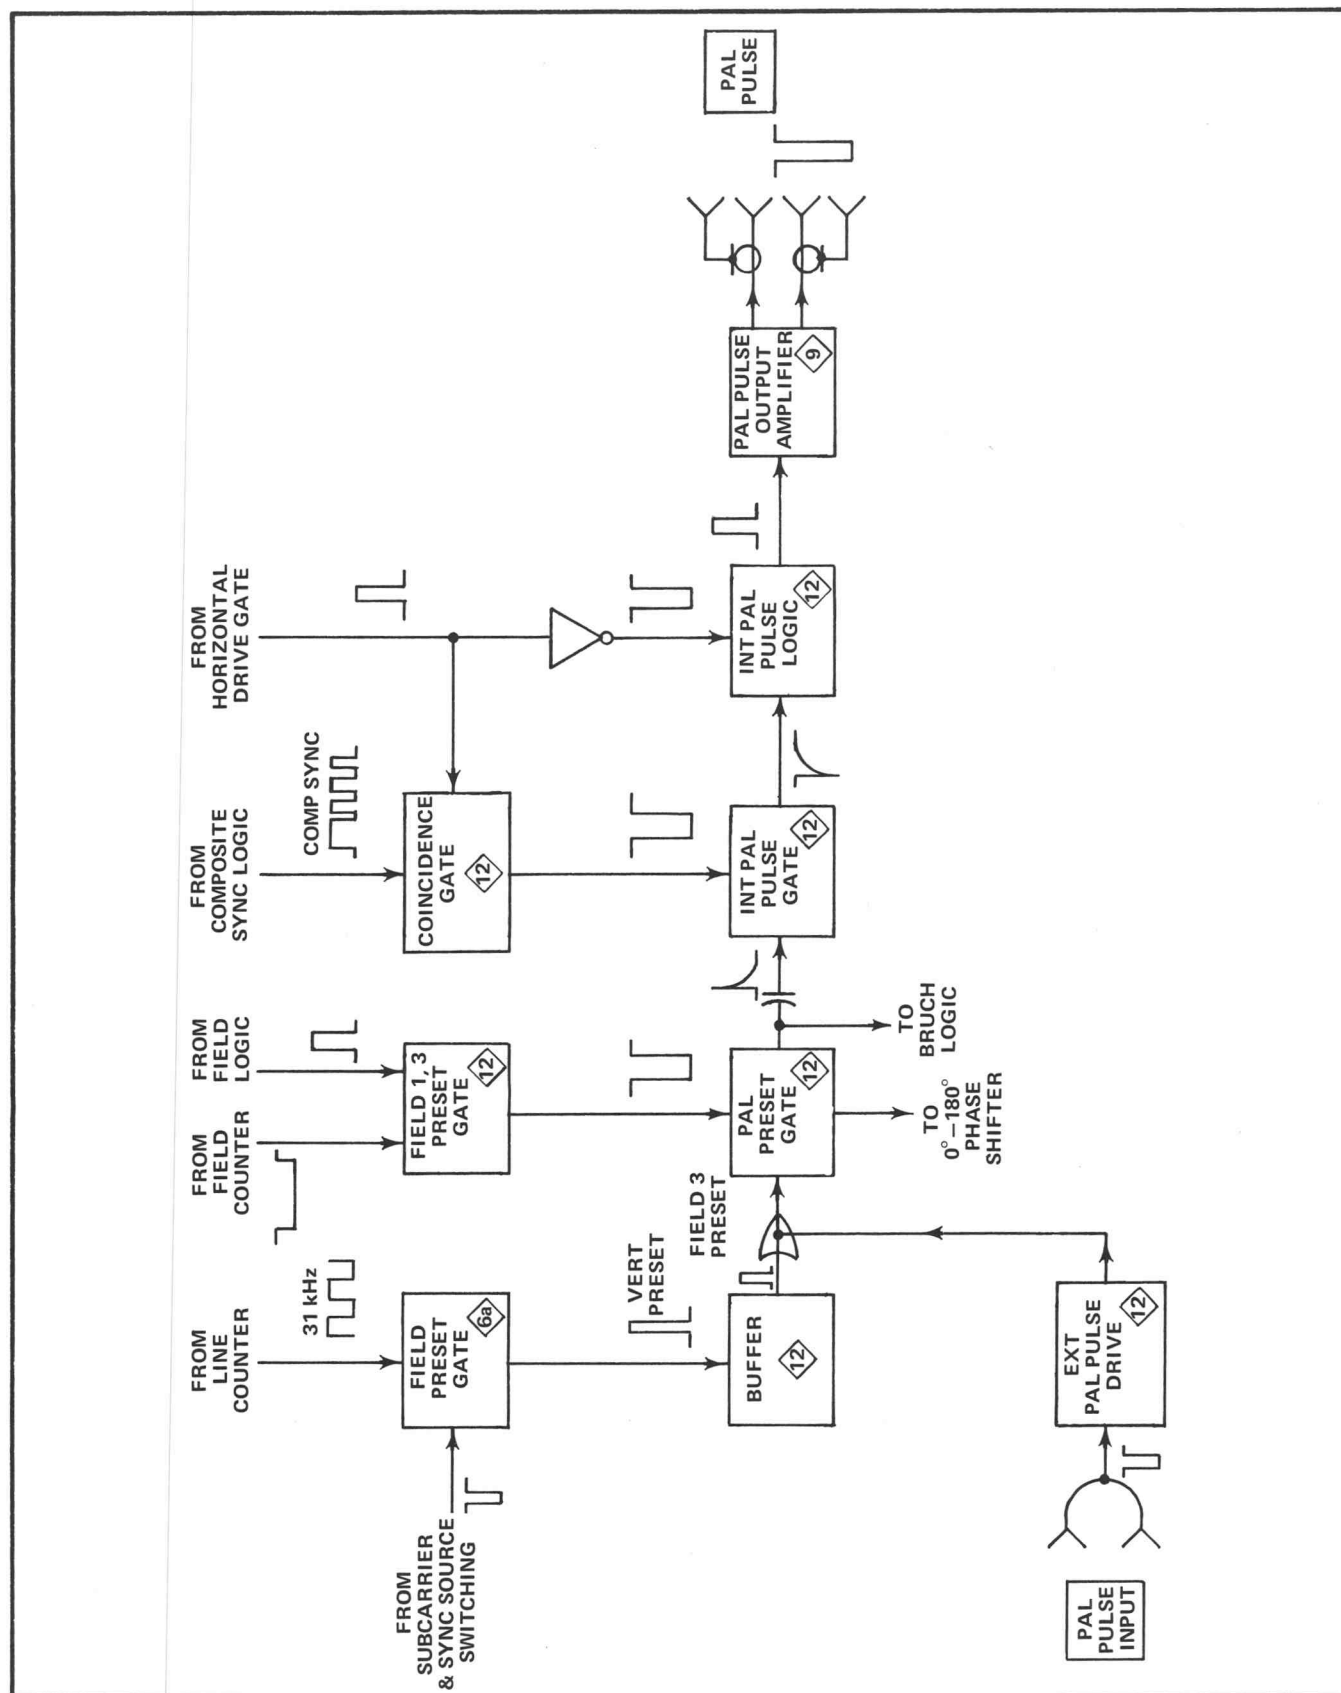 FROM
LINE
COUNTER
31 kHz
FROM
FIELD
COUNTER
FROM
FIELD
LOGIC
FROM
COMPOSITE
SYNC LOGIC
COMP SYNC
FROM
HORIZONTAL
DRIVE GATE
FROM
SUBCARRIER
& SYNC SOURCE
SWITCHING
FIELD
PRESET
GATE
6a
FIELD 1, 3
PRESET
GATE
12
COINCIDENCE
GATE
12
VERT
PRESET
BUFFER
12
FIELD 3
PRESET
PAL
PRESET
GATE
12
INT PAL
PULSE
GATE
12
INT PAL
PULSE
LOGIC
12
PAL PULSE
OUTPUT
AMPLIFIER
9
PAL
PULSE
TO
0°–180°
PHASE
SHIFTER
TO
BRUCH
LOGIC
PAL
PULSE
INPUT
EXT
PAL PULSE
DRIVE
12